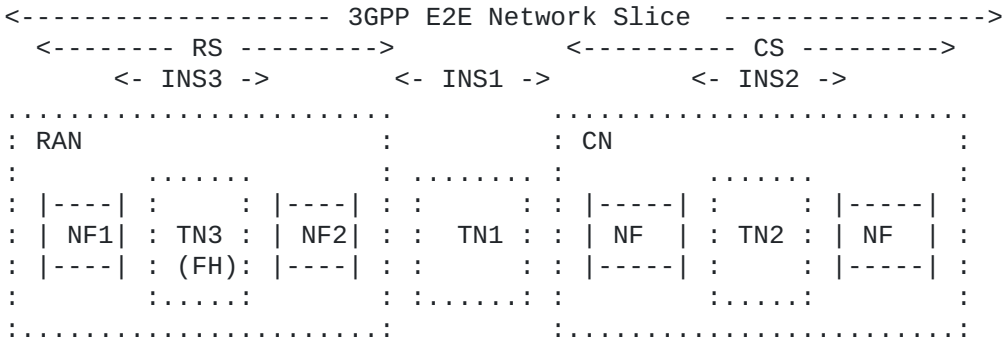 <-------------------- 3GPP E2E Network Slice ----------------->
<-------- RS ---------> <---------- CS --------->
<- INS3 -> <- INS1 -> <- INS2 ->
......................... ...........................
: RAN : : CN :
: ....... : ........ : ....... :
: |----| : : |----| : : : : |-----| : : |-----| :
: | NF1| : TN3 : | NF2| : : TN1 : : | NF | : TN2 : | NF | :
: |----| : (FH): |----| : : : : |-----| : : |-----| :
: :.....: : :......: : :.....: :
:........................: :..........................: